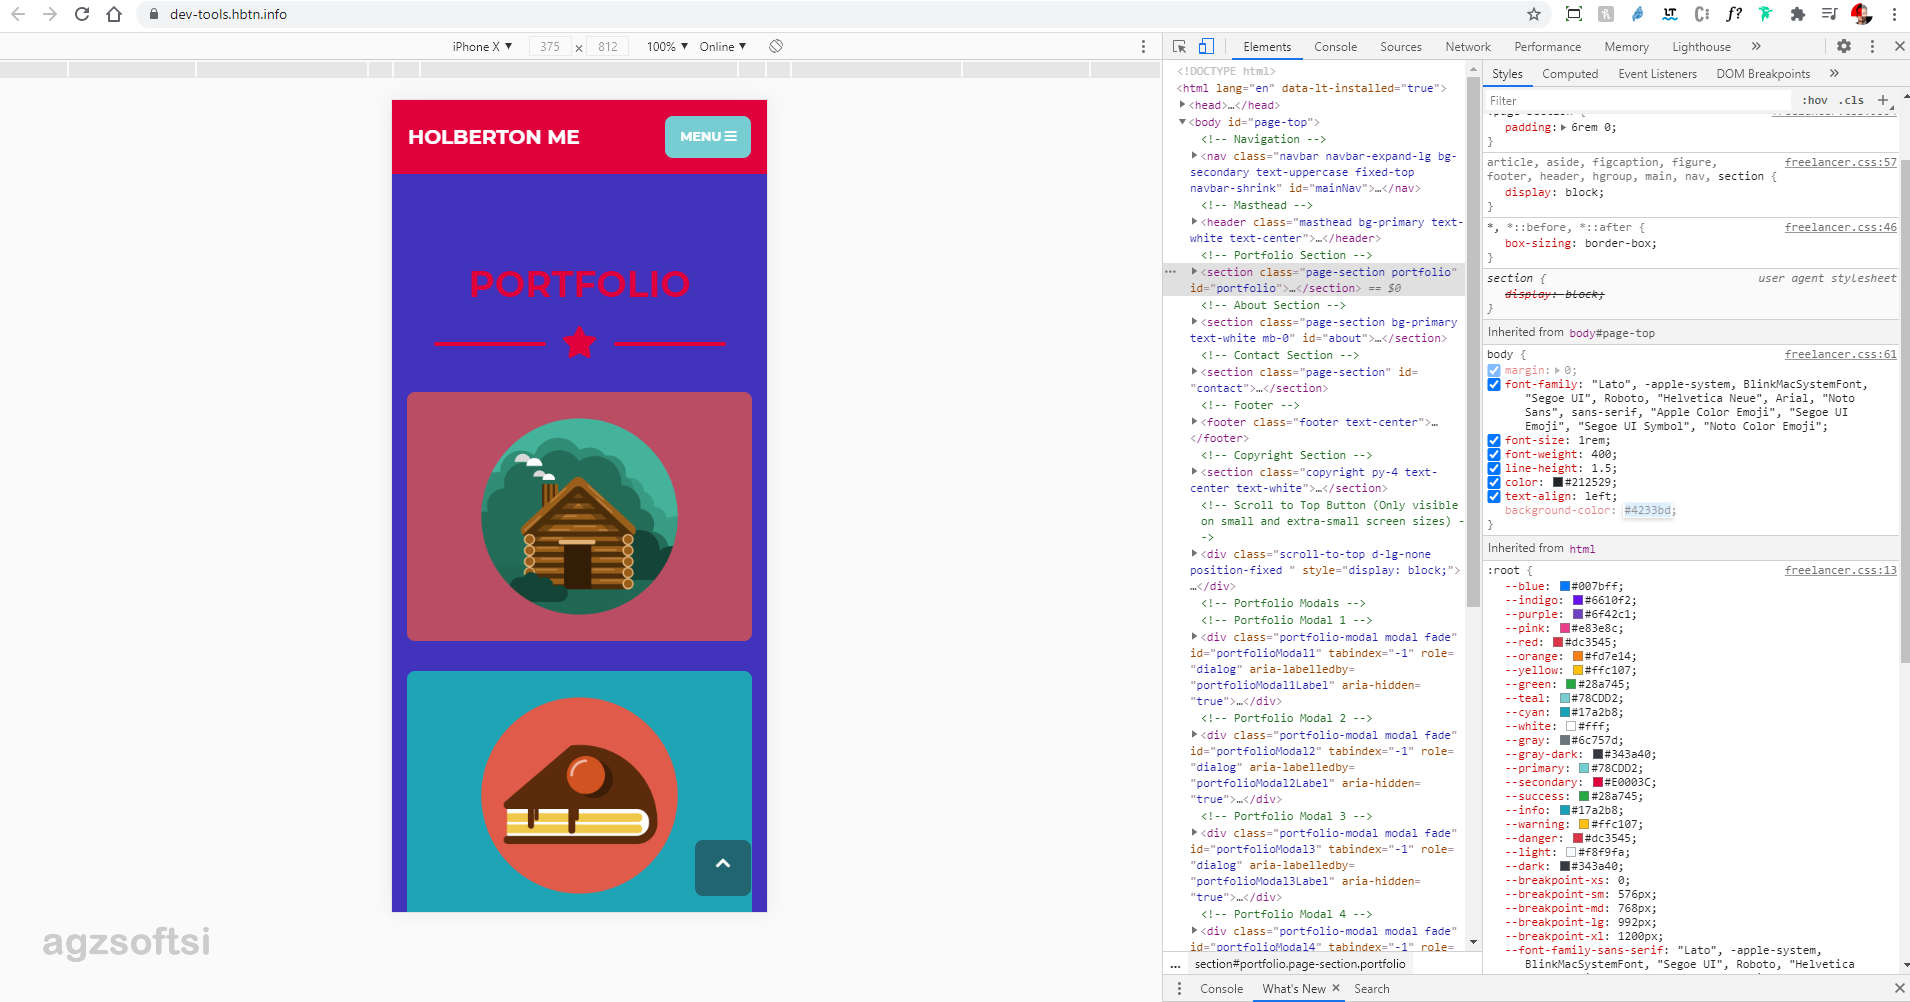 dev-tools.hbtn.info
iPhone X ▼ 375 × 812 100% ▼ Online ▼
HOLBERTON ME
MENU
PORTFOLIO
agzsoftsi
Elements Console Sources Network Performance Memory Lighthouse »
<!DOCTYPE html>
<html lang="en" data-lt-installed="true">
<head>…</head>
<body id="page-top">
<!-- Navigation -->
<nav class="navbar navbar-expand-lg bg-
secondary text-uppercase fixed-top
navbar-shrink" id="mainNav">…</nav>
<!-- Masthead -->
<header class="masthead bg-primary text-
white text-center">…</header>
<!-- Portfolio Section -->
<section class="page-section portfolio"
id="portfolio">…</section> == $0
<!-- About Section -->
<section class="page-section bg-primary
text-white mb-0" id="about">…</section>
<!-- Contact Section -->
<section class="page-section" id=
"contact">…</section>
<!-- Footer -->
<footer class="footer text-center">…
</footer>
<!-- Copyright Section -->
<section class="copyright py-4 text-
center text-white">…</section>
<!-- Scroll to Top Button (Only visible
on small and extra-small screen sizes) -
->
<div class="scroll-to-top d-lg-none
position-fixed " style="display: block;">
…</div>
<!-- Portfolio Modals -->
<!-- Portfolio Modal 1 -->
<div class="portfolio-modal modal fade"
id="portfolioModal1" tabindex="-1" role=
"dialog" aria-labelledby=
"portfolioModal1Label" aria-hidden=
"true">…</div>
<!-- Portfolio Modal 2 -->
<div class="portfolio-modal modal fade"
id="portfolioModal2" tabindex="-1" role=
"dialog" aria-labelledby=
"portfolioModal2Label" aria-hidden=
"true">…</div>
<!-- Portfolio Modal 3 -->
<div class="portfolio-modal modal fade"
id="portfolioModal3" tabindex="-1" role=
"dialog" aria-labelledby=
"portfolioModal3Label" aria-hidden=
"true">…</div>
<!-- Portfolio Modal 4 -->
<div class="portfolio-modal modal fade"
id="portfolioModal4" tabindex="-1" role=
... section#portfolio.page-section.portfolio
Styles Computed Event Listeners DOM Breakpoints »
Filter :hov .cls +
padding: 6rem 0;
}
article, aside, figcaption, figure, freelancer.css:57
footer, header, hgroup, main, nav, section {
display: block;
}
*, *::before, *::after { freelancer.css:46
box-sizing: border-box;
}
section { user agent stylesheet
display: block;
}
Inherited from body#page-top
body { freelancer.css:61
margin: 0;
font-family: "Lato", -apple-system, BlinkMacSystemFont,
"Segoe UI", Roboto, "Helvetica Neue", Arial, "Noto
Sans", sans-serif, "Apple Color Emoji", "Segoe UI
Emoji", "Segoe UI Symbol", "Noto Color Emoji";
font-size: 1rem;
font-weight: 400;
line-height: 1.5;
color: #212529;
text-align: left;
background-color: #4233bd;
}
Inherited from html
:root { freelancer.css:13
--blue: #007bff;
--indigo: #6610f2;
--purple: #6f42c1;
--pink: #e83e8c;
--red: #dc3545;
--orange: #fd7e14;
--yellow: #ffc107;
--green: #28a745;
--teal: #78CDD2;
--cyan: #17a2b8;
--white: #fff;
--gray: #6c757d;
--gray-dark: #343a40;
--primary: #78CDD2;
--secondary: #E0003C;
--success: #28a745;
--info: #17a2b8;
--warning: #ffc107;
--danger: #dc3545;
--light: #f8f9fa;
--dark: #343a40;
--breakpoint-xs: 0;
--breakpoint-sm: 576px;
--breakpoint-md: 768px;
--breakpoint-lg: 992px;
--breakpoint-xl: 1200px;
--font-family-sans-serif: "Lato", -apple-system,
BlinkMacSystemFont, "Segoe UI", Roboto, "Helvetica
Console What's New × Search